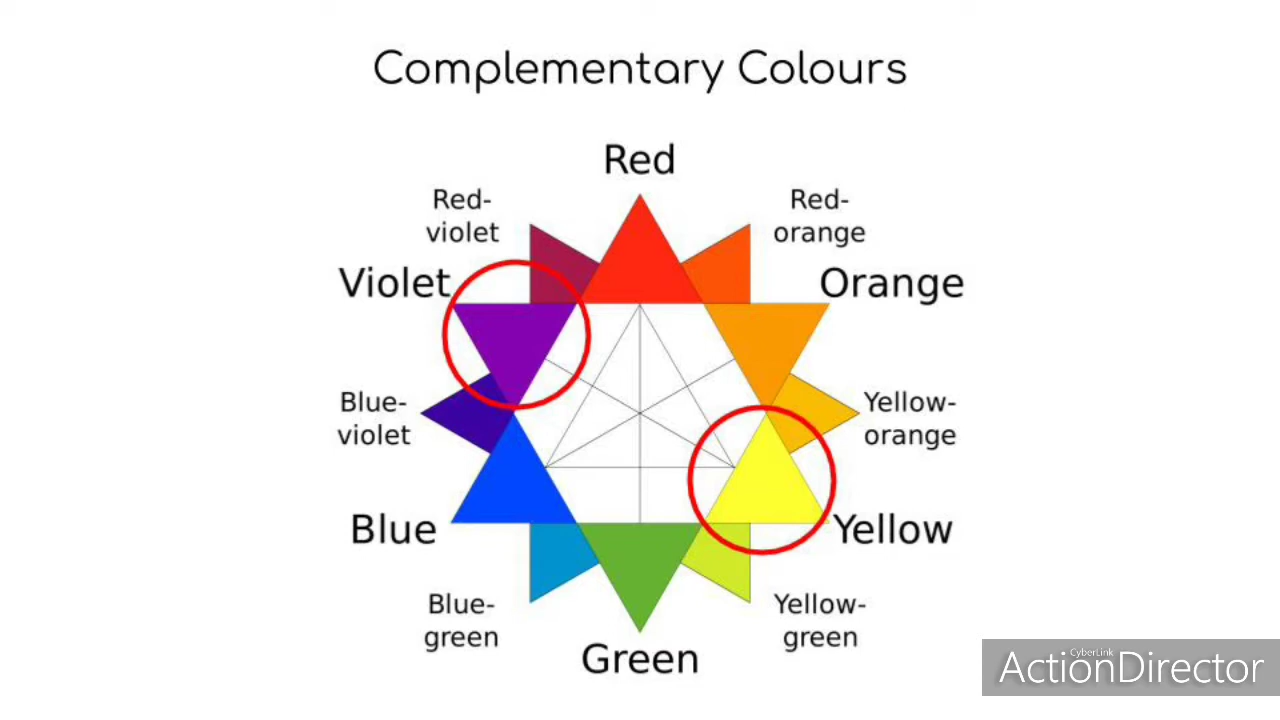 Complementary Colours
Red
Red-
violet
Red-
orange
Violet
Orange
Blue-
violet
Yellow-
orange
Blue
Yellow
Blue-
green
Yellow-
green
Green
CyberLink
ActionDirector